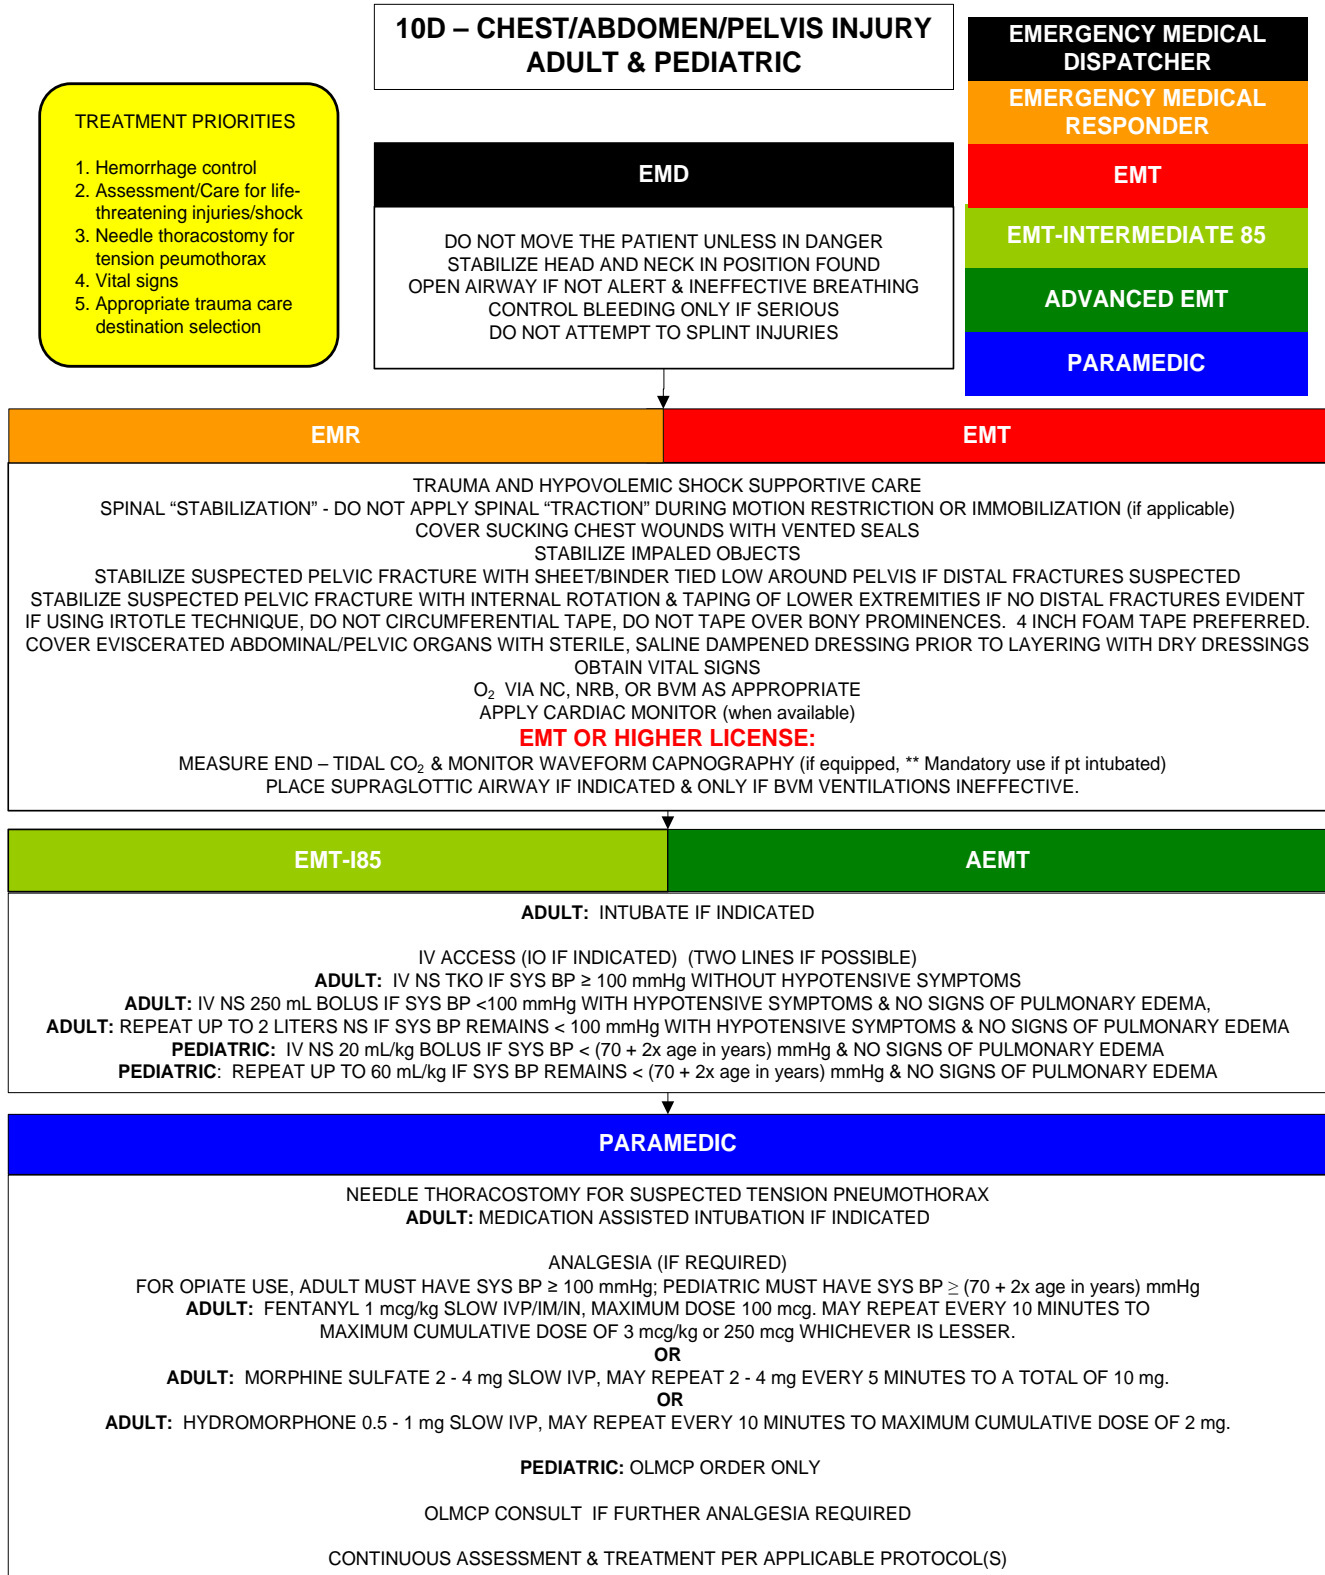 10D – CHEST/ABDOMEN/PELVIS INJURY
ADULT & PEDIATRIC
EMERGENCY MEDICAL
DISPATCHER
EMERGENCY MEDICAL
RESPONDER
EMT
EMT-INTERMEDIATE 85
ADVANCED EMT
PARAMEDIC
TREATMENT PRIORITIES
1. Hemorrhage control
2. Assessment/Care for life-
threatening injuries/shock
3. Needle thoracostomy for
tension peumothorax
4. Vital signs
5. Appropriate trauma care
destination selection
EMD
DO NOT MOVE THE PATIENT UNLESS IN DANGER
STABILIZE HEAD AND NECK IN POSITION FOUND
OPEN AIRWAY IF NOT ALERT & INEFFECTIVE BREATHING
CONTROL BLEEDING ONLY IF SERIOUS
DO NOT ATTEMPT TO SPLINT INJURIES
EMR
EMT
TRAUMA AND HYPOVOLEMIC SHOCK SUPPORTIVE CARE
SPINAL “STABILIZATION” - DO NOT APPLY SPINAL “TRACTION” DURING MOTION RESTRICTION OR IMMOBILIZATION (if applicable)
COVER SUCKING CHEST WOUNDS WITH VENTED SEALS
STABILIZE IMPALED OBJECTS
STABILIZE SUSPECTED PELVIC FRACTURE WITH SHEET/BINDER TIED LOW AROUND PELVIS IF DISTAL FRACTURES SUSPECTED
STABILIZE SUSPECTED PELVIC FRACTURE WITH INTERNAL ROTATION & TAPING OF LOWER EXTREMITIES IF NO DISTAL FRACTURES EVIDENT
IF USING IRTOTLE TECHNIQUE, DO NOT CIRCUMFERENTIAL TAPE, DO NOT TAPE OVER BONY PROMINENCES. 4 INCH FOAM TAPE PREFERRED.
COVER EVISCERATED ABDOMINAL/PELVIC ORGANS WITH STERILE, SALINE DAMPENED DRESSING PRIOR TO LAYERING WITH DRY DRESSINGS
OBTAIN VITAL SIGNS
O₂ VIA NC, NRB, OR BVM AS APPROPRIATE
APPLY CARDIAC MONITOR (when available)
EMT OR HIGHER LICENSE:
MEASURE END – TIDAL CO₂ & MONITOR WAVEFORM CAPNOGRAPHY (if equipped, ** Mandatory use if pt intubated)
PLACE SUPRAGLOTTIC AIRWAY IF INDICATED & ONLY IF BVM VENTILATIONS INEFFECTIVE.
EMT-I85
AEMT
ADULT: INTUBATE IF INDICATED
IV ACCESS (IO IF INDICATED) (TWO LINES IF POSSIBLE)
ADULT: IV NS TKO IF SYS BP ≥ 100 mmHg WITHOUT HYPOTENSIVE SYMPTOMS
ADULT: IV NS 250 mL BOLUS IF SYS BP <100 mmHg WITH HYPOTENSIVE SYMPTOMS & NO SIGNS OF PULMONARY EDEMA,
ADULT: REPEAT UP TO 2 LITERS NS IF SYS BP REMAINS < 100 mmHg WITH HYPOTENSIVE SYMPTOMS & NO SIGNS OF PULMONARY EDEMA
PEDIATRIC: IV NS 20 mL/kg BOLUS IF SYS BP < (70 + 2x age in years) mmHg & NO SIGNS OF PULMONARY EDEMA
PEDIATRIC: REPEAT UP TO 60 mL/kg IF SYS BP REMAINS < (70 + 2x age in years) mmHg & NO SIGNS OF PULMONARY EDEMA
PARAMEDIC
NEEDLE THORACOSTOMY FOR SUSPECTED TENSION PNEUMOTHORAX
ADULT: MEDICATION ASSISTED INTUBATION IF INDICATED
ANALGESIA (IF REQUIRED)
FOR OPIATE USE, ADULT MUST HAVE SYS BP ≥ 100 mmHg; PEDIATRIC MUST HAVE SYS BP ≥ (70 + 2x age in years) mmHg
ADULT: FENTANYL 1 mcg/kg SLOW IVP/IM/IN, MAXIMUM DOSE 100 mcg. MAY REPEAT EVERY 10 MINUTES TO
MAXIMUM CUMULATIVE DOSE OF 3 mcg/kg or 250 mcg WHICHEVER IS LESSER.
OR
ADULT: MORPHINE SULFATE 2 - 4 mg SLOW IVP, MAY REPEAT 2 - 4 mg EVERY 5 MINUTES TO A TOTAL OF 10 mg.
OR
ADULT: HYDROMORPHONE 0.5 - 1 mg SLOW IVP, MAY REPEAT EVERY 10 MINUTES TO MAXIMUM CUMULATIVE DOSE OF 2 mg.
PEDIATRIC: OLMCP ORDER ONLY
OLMCP CONSULT IF FURTHER ANALGESIA REQUIRED
CONTINUOUS ASSESSMENT & TREATMENT PER APPLICABLE PROTOCOL(S)